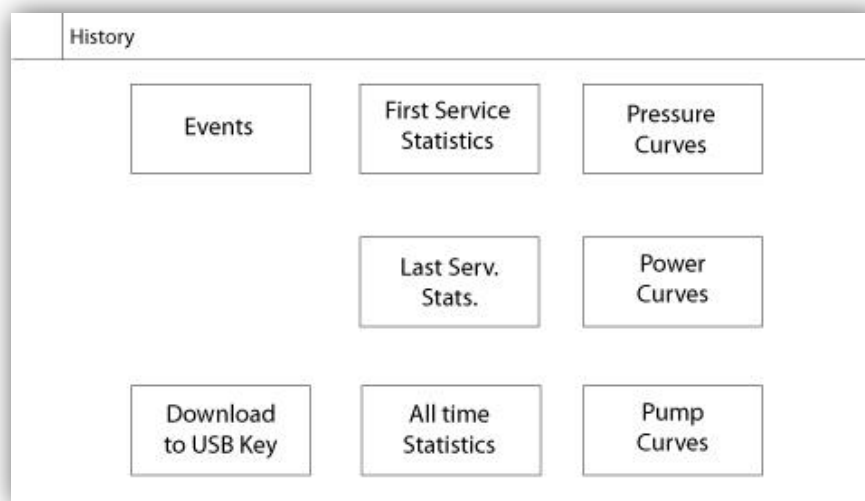 History
Events
First Service
Statistics
Pressure
Curves
Last Serv.
Stats.
Power
Curves
Download
to USB Key
All time
Statistics
Pump
Curves